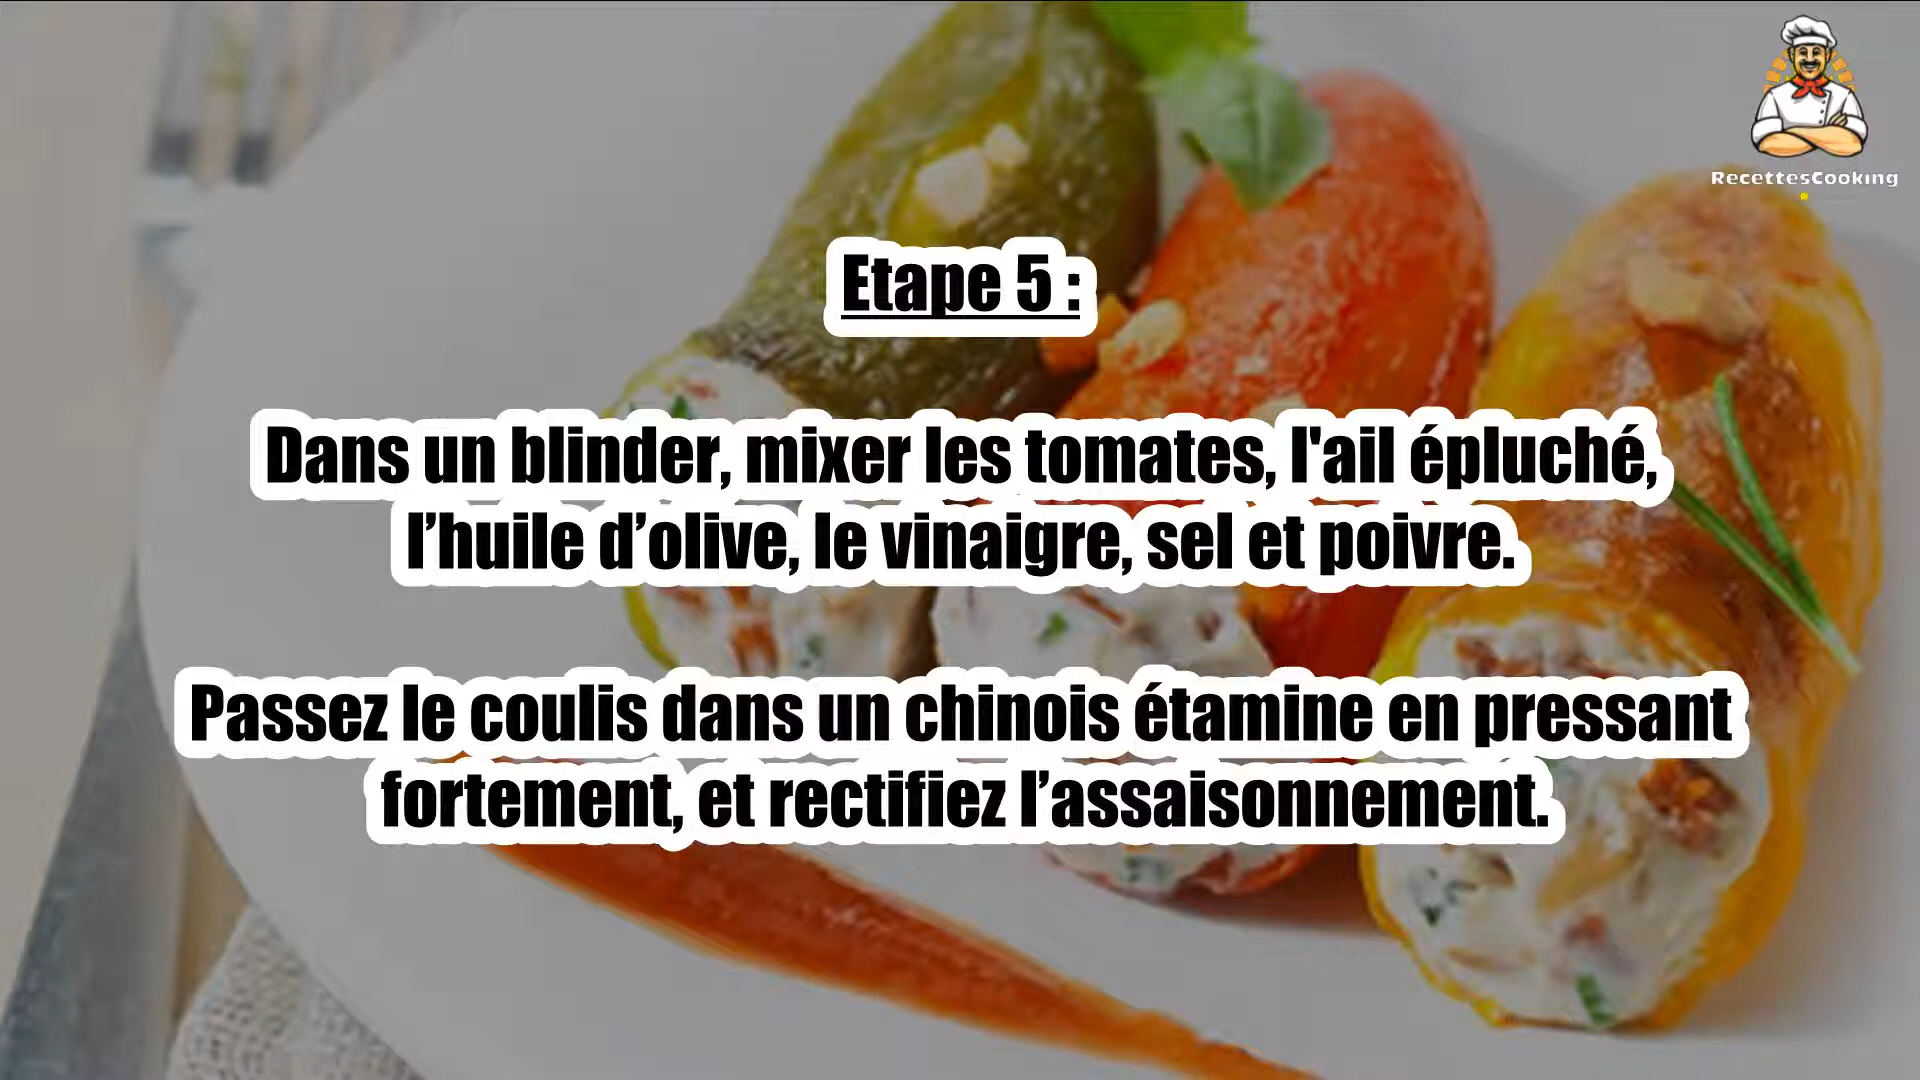 RecettesCooking
Etape 5 :
Dans un blinder, mixer les tomates, l'ail épluché,
l’huile d’olive, le vinaigre, sel et poivre.
Passez le coulis dans un chinois étamine en pressant
fortement, et rectifiez l’assaisonnement.